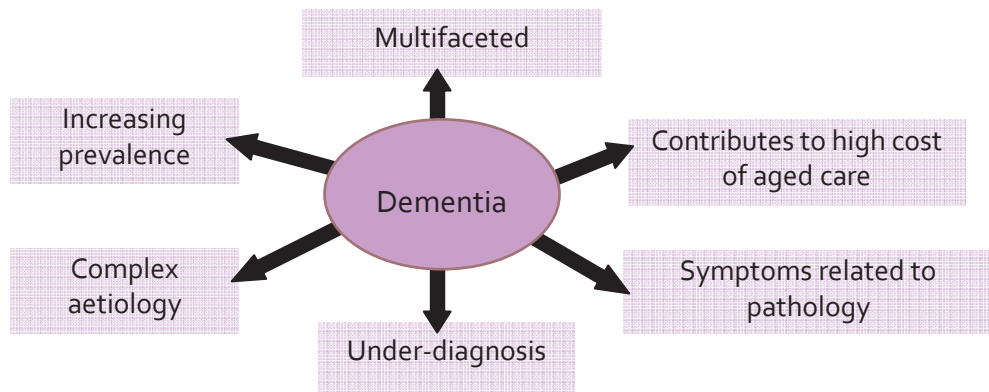 Multifaceted
Increasing
prevalence
Contributes to high cost
of aged care
Dementia
Complex
aetiology
Symptoms related to
pathology
Under-diagnosis